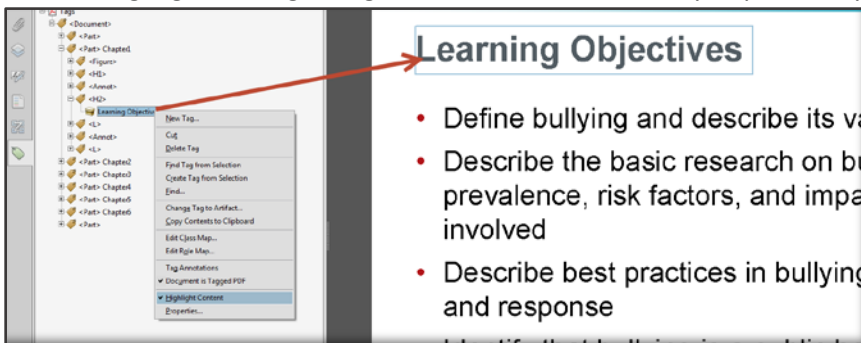 Tags
<Document>
<Part>
<Part> Chapter1
<Figure>
<H1>
<Annot>
<H2>
Learning Objective
<L>
<Annot>
<L>
<Part> Chapter2
<Part> Chapter3
<Part> Chapter4
<Part> Chapter5
<Part> Chapter6
<Part>
New Tag...
Cut
Delete Tag
Find Tag from Selection
Create Tag from Selection
Find...
Change Tag to Artifact...
Copy Contents to Clipboard
Edit Class Map...
Edit Role Map...
Tag Annotations
✔ Document is Tagged PDF
✔ Highlight Content
Properties...
Learning Objectives
• Define bullying and describe its va
• Describe the basic research on bu
prevalence, risk factors, and impa
involved
• Describe best practices in bullying
and response